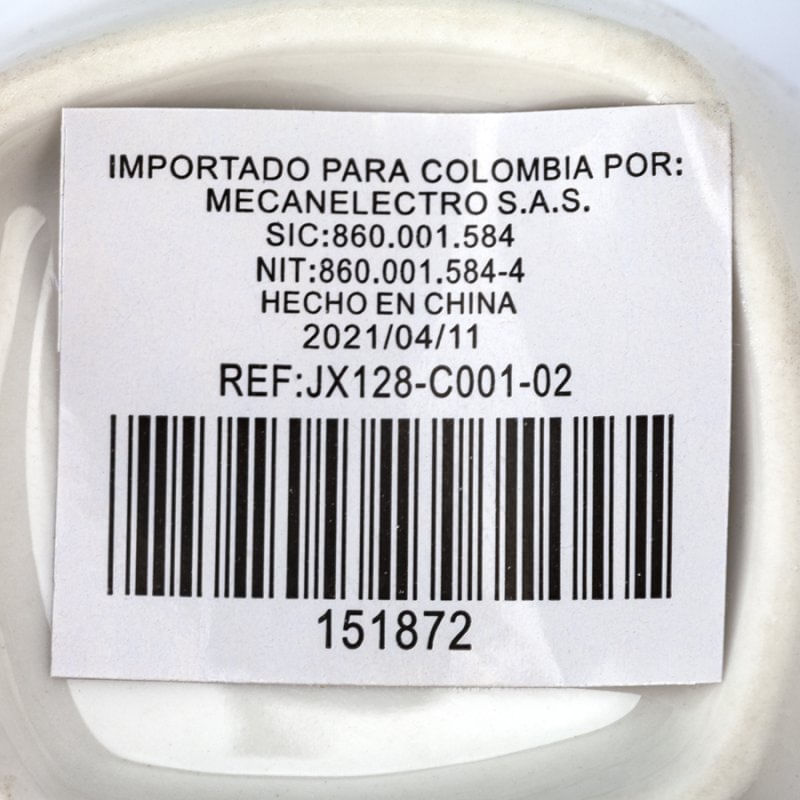 IMPORTADO PARA COLOMBIA POR:
MECANELECTRO S.A.S.
SIC:860.001.584
NIT:860.001.584-4
HECHO EN CHINA
2021/04/11
REF:JX128-C001-02
151872